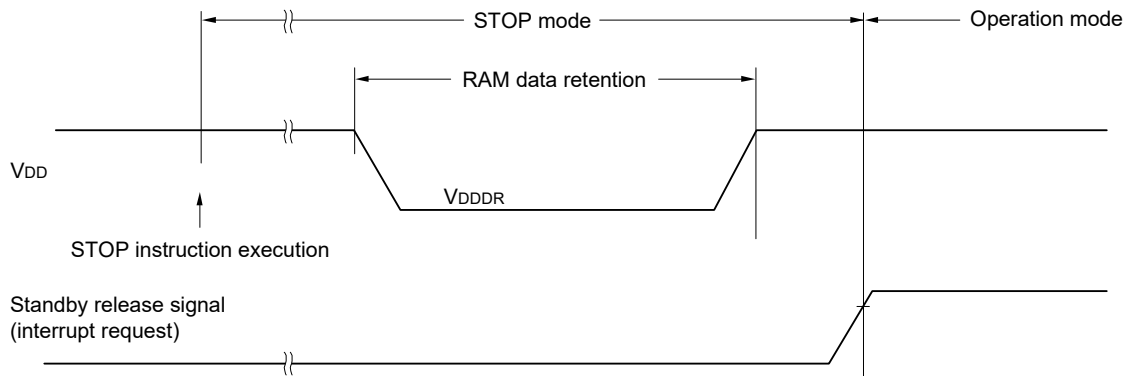 STOP mode
Operation mode
RAM data retention
VDD
VDDDR
STOP instruction execution
Standby release signal
(interrupt request)